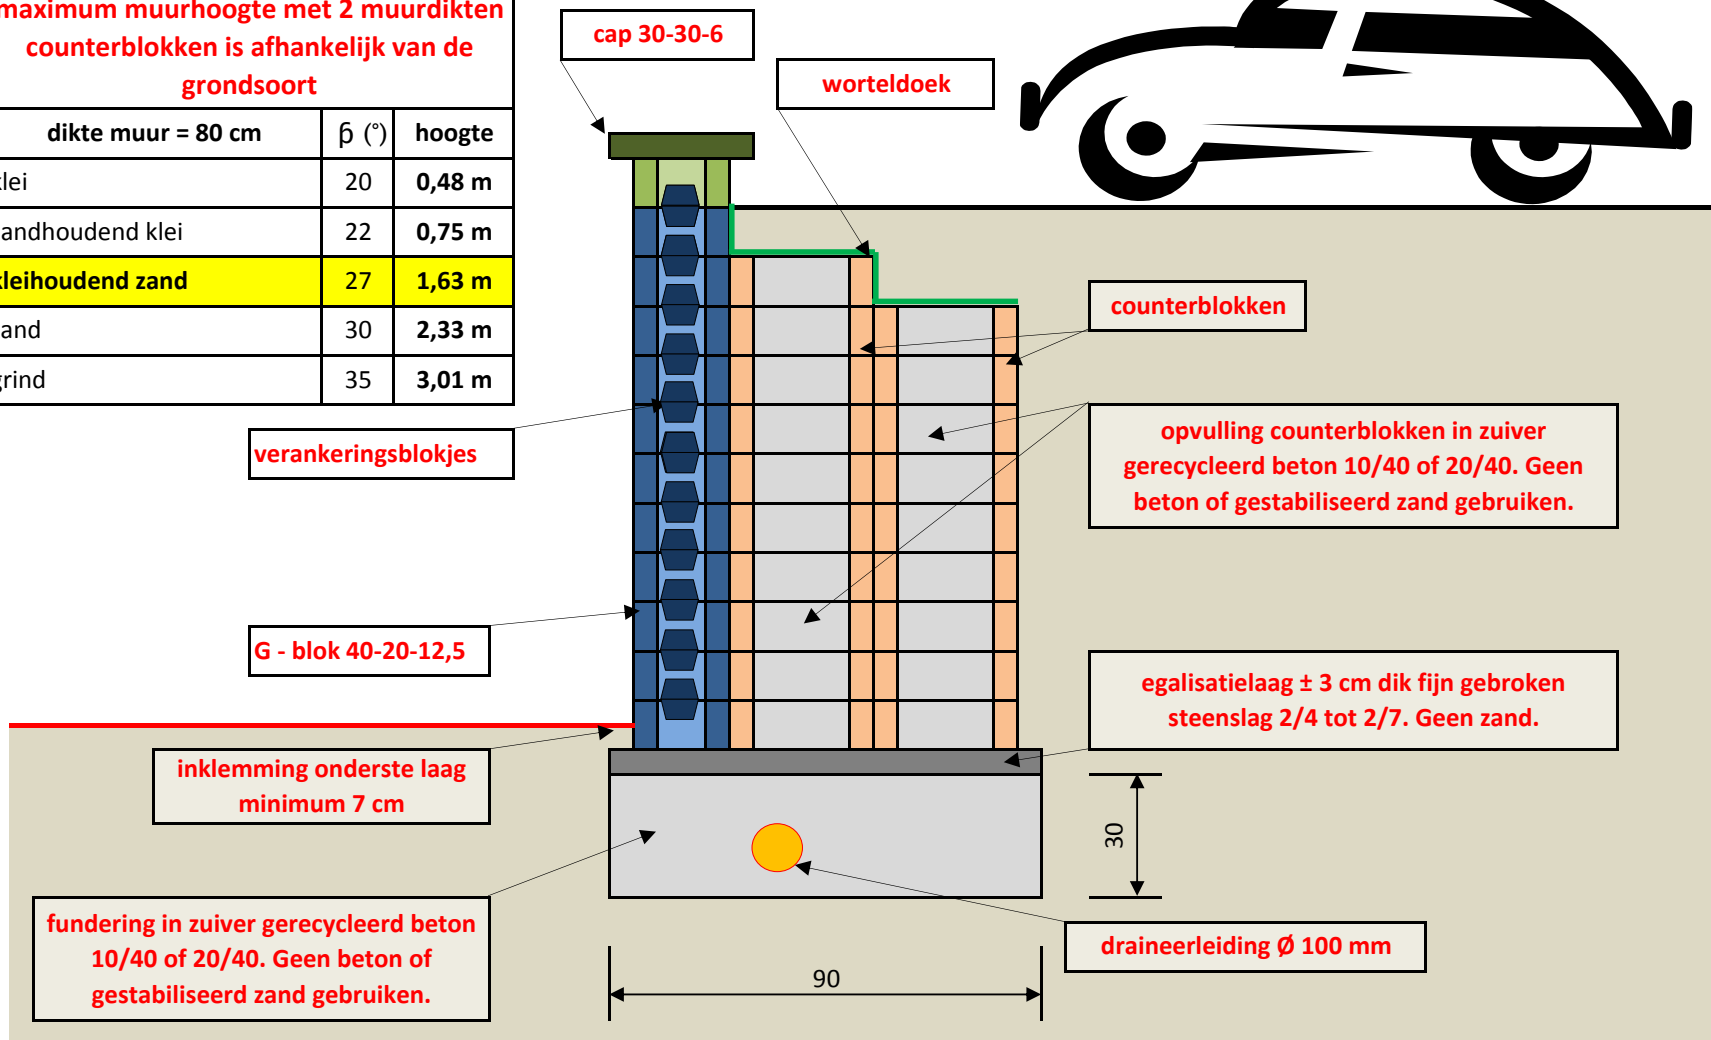 maximum muurhoogte met 2 muurdikten
counterblokken is afhankelijk van de
grondsoort
dikte muur = 80 cm β (°) hoogte
klei 20 0,48 m
andhoudend klei 22 0,75 m
kleihoudend zand 27 1,63 m
and 30 2,33 m
grind 35 3,01 m
cap 30-30-6
worteldoek
counterblokken
verankeringsblokjes
opvulling counterblokken in zuiver
gerecycleerd beton 10/40 of 20/40. Geen
beton of gestabiliseerd zand gebruiken.
G - blok 40-20-12,5
egalisatielaag ± 3 cm dik fijn gebroken
steenslag 2/4 tot 2/7. Geen zand.
inklemming onderste laag
minimum 7 cm
30
fundering in zuiver gerecycleerd beton
10/40 of 20/40. Geen beton of
gestabiliseerd zand gebruiken.
draineerleiding Ø 100 mm
90